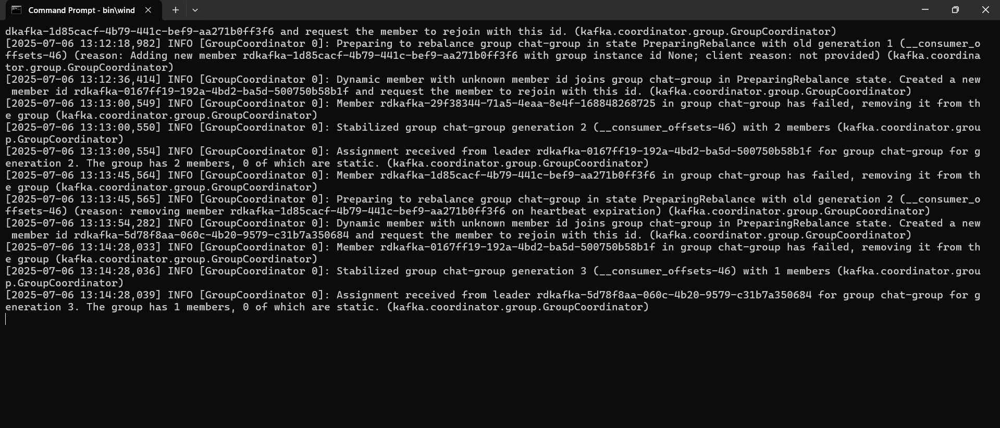 Command Prompt - bin\wind
dkafka-1d85cacf-4b79-441c-bef9-aa271b0ff3f6 and request the member to rejoin with this id. (kafka.coordinator.group.GroupCoordinator)
[2025-07-06 13:12:18,982] INFO [GroupCoordinator 0]: Preparing to rebalance group chat-group in state PreparingRebalance with old generation 1 (__consumer_o
ffsets-46) (reason: Adding new member rdkafka-1d85cacf-4b79-441c-bef9-aa271b0ff3f6 with group instance id None; client reason: not provided) (kafka.coordina
tor.group.GroupCoordinator)
[2025-07-06 13:12:36,414] INFO [GroupCoordinator 0]: Dynamic member with unknown member id joins group chat-group in PreparingRebalance state. Created a new
 member id rdkafka-0167ff19-192a-4bd2-ba5d-500750b58b1f and request the member to rejoin with this id. (kafka.coordinator.group.GroupCoordinator)
[2025-07-06 13:13:00,549] INFO [GroupCoordinator 0]: Member rdkafka-29f38344-71a5-4eaa-8e4f-168848268725 in group chat-group has failed, removing it from th
e group (kafka.coordinator.group.GroupCoordinator)
[2025-07-06 13:13:00,550] INFO [GroupCoordinator 0]: Stabilized group chat-group generation 2 (__consumer_offsets-46) with 2 members (kafka.coordinator.grou
p.GroupCoordinator)
[2025-07-06 13:13:00,554] INFO [GroupCoordinator 0]: Assignment received from leader rdkafka-0167ff19-192a-4bd2-ba5d-500750b58b1f for group chat-group for g
eneration 2. The group has 2 members, 0 of which are static. (kafka.coordinator.group.GroupCoordinator)
[2025-07-06 13:13:45,564] INFO [GroupCoordinator 0]: Member rdkafka-1d85cacf-4b79-441c-bef9-aa271b0ff3f6 in group chat-group has failed, removing it from th
e group (kafka.coordinator.group.GroupCoordinator)
[2025-07-06 13:13:45,565] INFO [GroupCoordinator 0]: Preparing to rebalance group chat-group in state PreparingRebalance with old generation 2 (__consumer_o
ffsets-46) (reason: removing member rdkafka-1d85cacf-4b79-441c-bef9-aa271b0ff3f6 on heartbeat expiration) (kafka.coordinator.group.GroupCoordinator)
[2025-07-06 13:13:54,282] INFO [GroupCoordinator 0]: Dynamic member with unknown member id joins group chat-group in PreparingRebalance state. Created a new
 member id rdkafka-5d78f8aa-060c-4b20-9579-c31b7a350684 and request the member to rejoin with this id. (kafka.coordinator.group.GroupCoordinator)
[2025-07-06 13:14:28,033] INFO [GroupCoordinator 0]: Member rdkafka-0167ff19-192a-4bd2-ba5d-500750b58b1f in group chat-group has failed, removing it from th
e group (kafka.coordinator.group.GroupCoordinator)
[2025-07-06 13:14:28,036] INFO [GroupCoordinator 0]: Stabilized group chat-group generation 3 (__consumer_offsets-46) with 1 members (kafka.coordinator.grou
p.GroupCoordinator)
[2025-07-06 13:14:28,039] INFO [GroupCoordinator 0]: Assignment received from leader rdkafka-5d78f8aa-060c-4b20-9579-c31b7a350684 for group chat-group for g
eneration 3. The group has 1 members, 0 of which are static. (kafka.coordinator.group.GroupCoordinator)